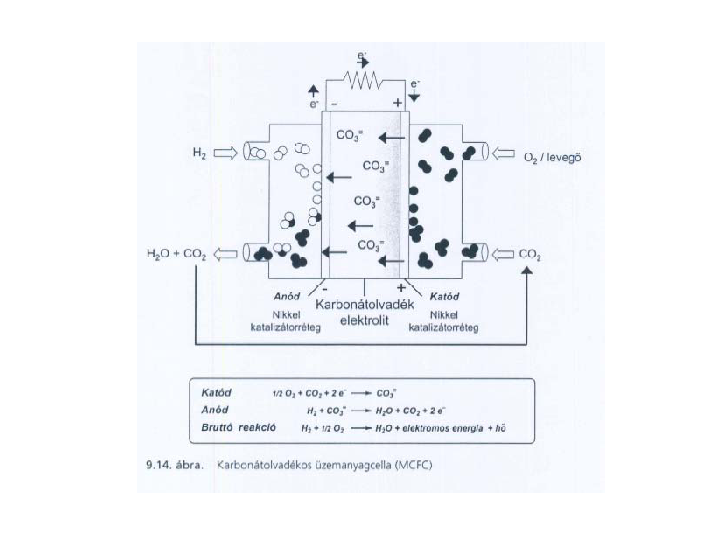 e⁻
e⁻
e⁻
- +
CO₃⁼
H₂
O₂ / levegő
CO₃⁼
CO₃⁼
CO₃⁼
H₂O + CO₂
CO₂
- +
Anód
Katód
Karbonátolvadék
elektrolit
Nikkel
katalizátorréteg
Nikkel
katalizátorréteg
Katód 1/2 O₂ + CO₂ + 2 e⁻ → CO₃⁼
Anód H₂ + CO₃⁼ → H₂O + CO₂ + 2 e⁻
Bruttó reakció H₂ + 1/2 O₂ → H₂O + elektromos energia + hő
9.14. ábra. Karbonátolvadékos üzemanyagcella (MCFC)